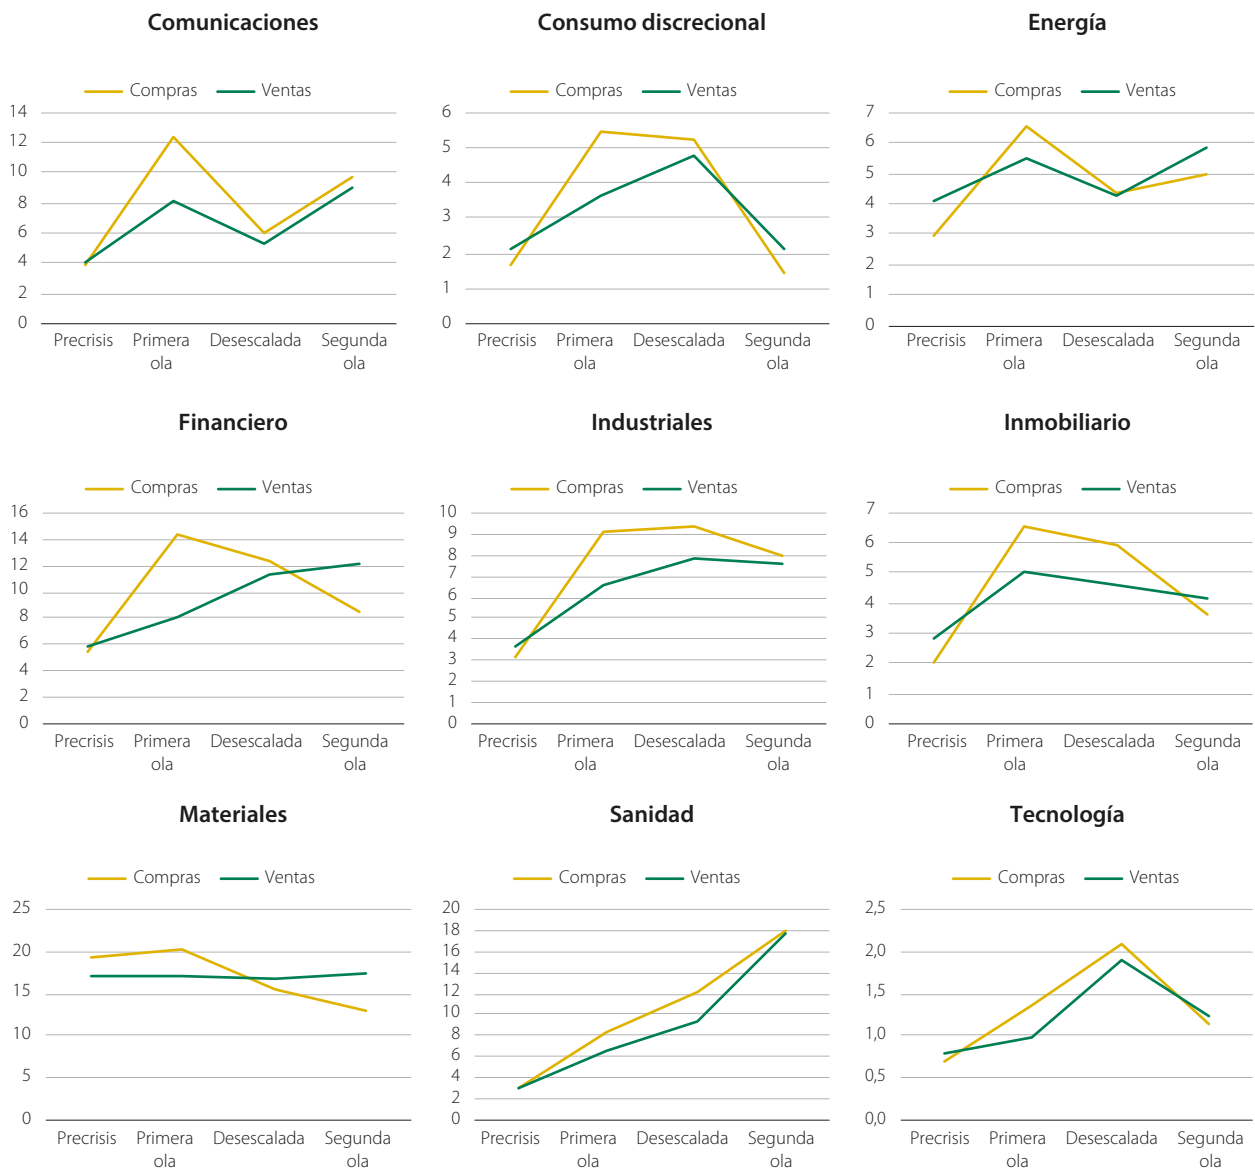 Comunicaciones
Compras Ventas
14
12
10
8
6
4
2
0
Precrisis Primera ola Desescalada Segunda ola
Consumo discrecional
Compras Ventas
6
5
4
3
2
1
0
Precrisis Primera ola Desescalada Segunda ola
Energía
Compras Ventas
7
6
5
4
3
2
1
0
Precrisis Primera ola Desescalada Segunda ola
Financiero
Compras Ventas
16
14
12
10
8
6
4
2
0
Precrisis Primera ola Desescalada Segunda ola
Industriales
Compras Ventas
10
9
8
7
6
5
4
3
2
1
0
Precrisis Primera ola Desescalada Segunda ola
Inmobiliario
Compras Ventas
7
6
5
4
3
2
1
0
Precrisis Primera ola Desescalada Segunda ola
Materiales
Compras Ventas
25
20
15
10
5
0
Precrisis Primera ola Desescalada Segunda ola
Sanidad
Compras Ventas
20
18
16
14
12
10
8
6
4
2
0
Precrisis Primera ola Desescalada Segunda ola
Tecnología
Compras Ventas
2,5
2,0
1,5
1,0
0,5
0,0
Precrisis Primera ola Desescalada Segunda ola